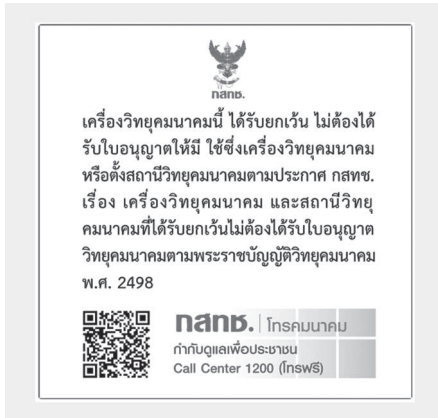 กสทช.
เครื่องวิทยุคมนาคมนี้ ได้รับยกเว้น ไม่ต้องได้
รับใบอนุญาตให้มี ใช้ซึ่งเครื่องวิทยุคมนาคม
หรือตั้งสถานีวิทยุคมนาคมตามประกาศ กสทช.
เรื่อง เครื่องวิทยุคมนาคม และสถานีวิทยุ
คมนาคมที่ได้รับยกเว้นไม่ต้องได้รับใบอนุญาต
วิทยุคมนาคมตามพระราชบัญญัติวิทยุคมนาคม
พ.ศ. 2498
กสทช. | โทรคมนาคม
กำกับดูแลเพื่อประชาชน
Call Center 1200 (โทรฟรี)